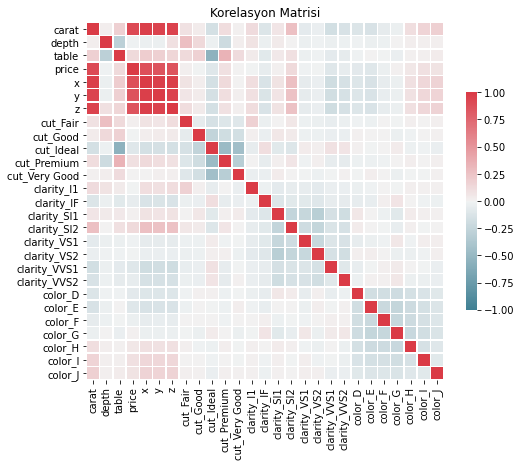 Korelasyon Matrisi
carat
depth
table
price
x
y
z
cut_Fair
cut_Good
cut_Ideal
cut_Premium
cut_Very Good
clarity_I1
clarity_IF
clarity_SI1
clarity_SI2
clarity_VS1
clarity_VS2
clarity_VVS1
clarity_VVS2
color_D
color_E
color_F
color_G
color_H
color_I
color_J
carat
depth
table
price
x
y
z
cut_Fair
cut_Good
cut_Ideal
cut_Premium
cut_Very Good
clarity_I1
clarity_IF
clarity_SI1
clarity_SI2
clarity_VS1
clarity_VS2
clarity_VVS1
clarity_VVS2
color_D
color_E
color_F
color_G
color_H
color_I
color_J
1.00
0.75
0.50
0.25
0.00
−0.25
−0.50
−0.75
−1.00